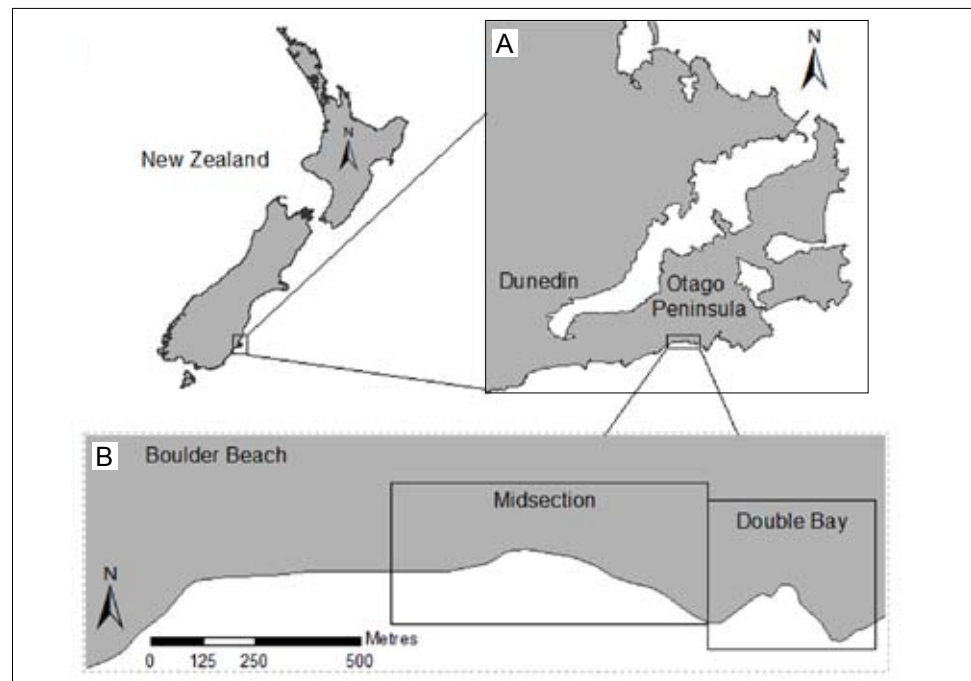 New Zealand
N
A
N
Dunedin
Otago
Peninsula
B
Boulder Beach
Midsection
Double Bay
N
Metres
0 125 250 500